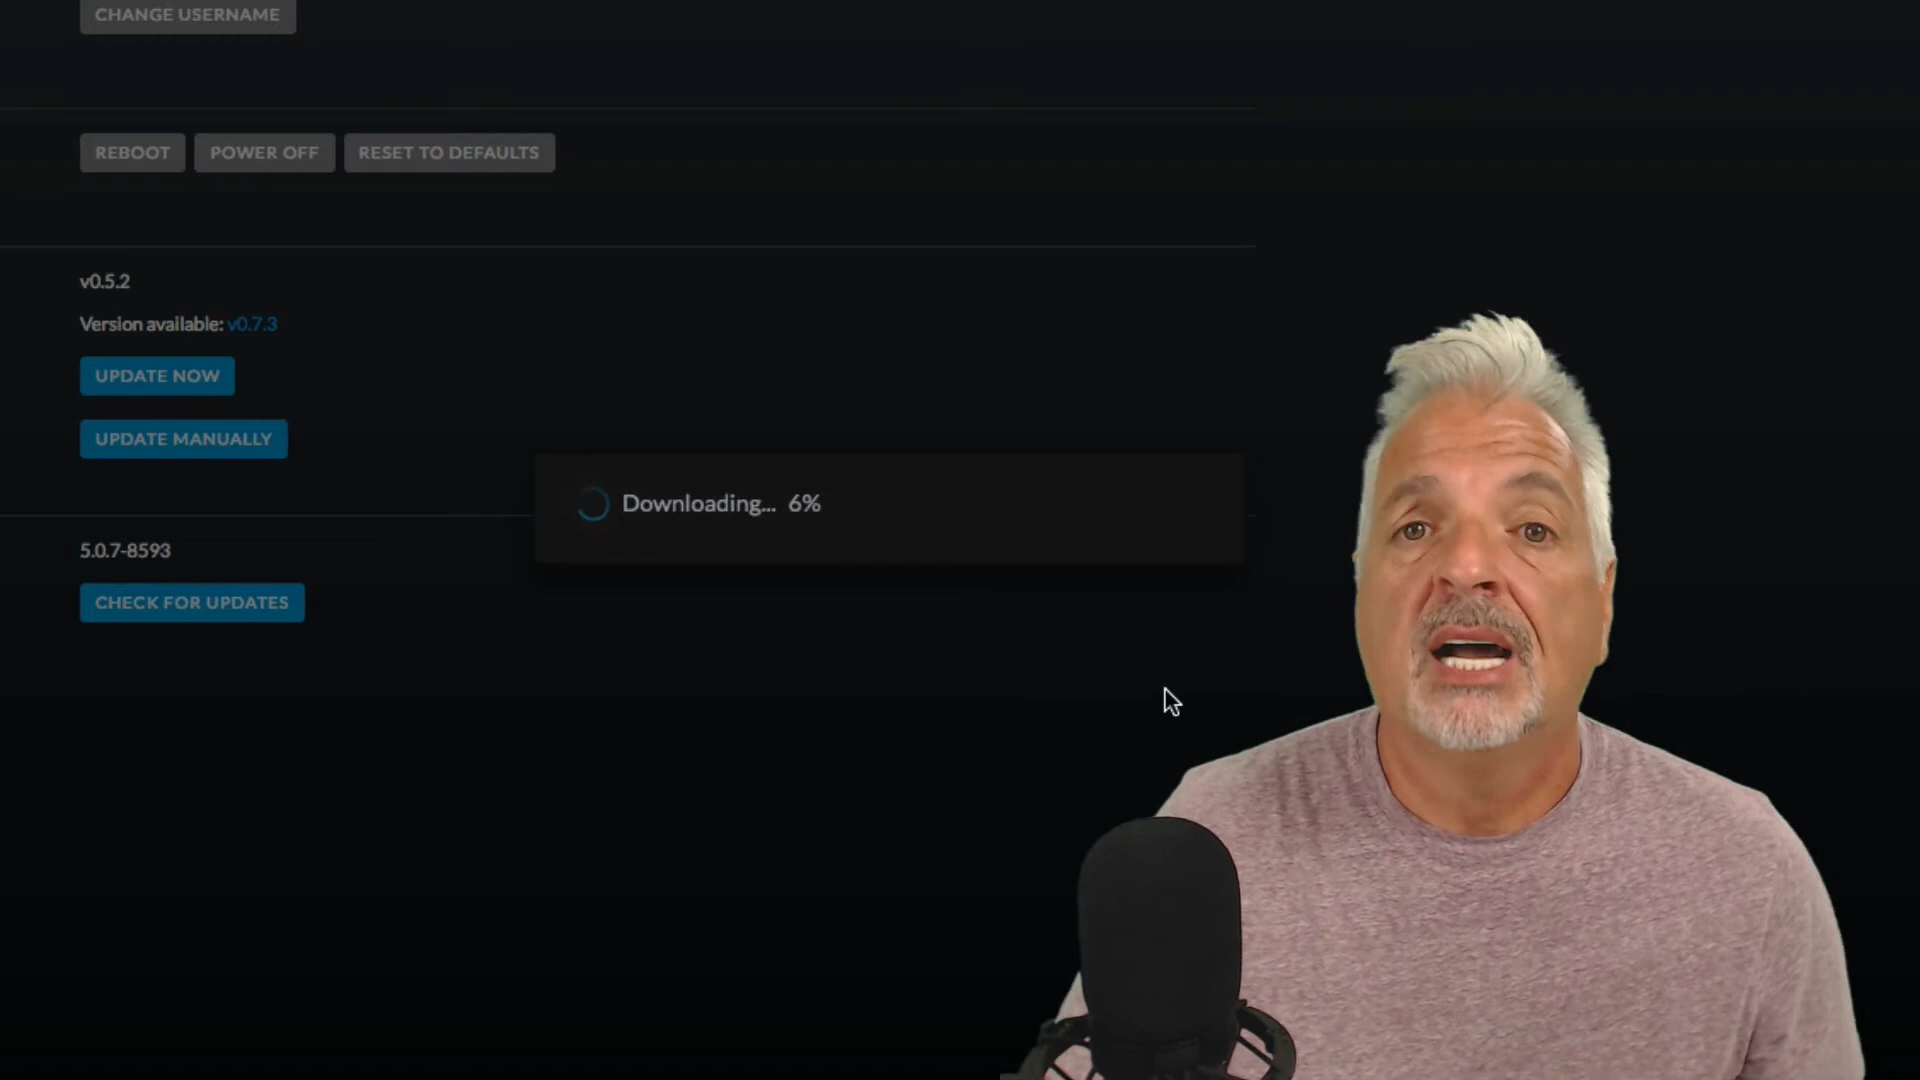 CHANGE USERNAME
REBOOT POWER OFF RESET TO DEFAULTS
v0.5.2
Version available: v0.7.3
UPDATE NOW
UPDATE MANUALLY
Downloading... 6%
5.0.7-8593
CHECK FOR UPDATES